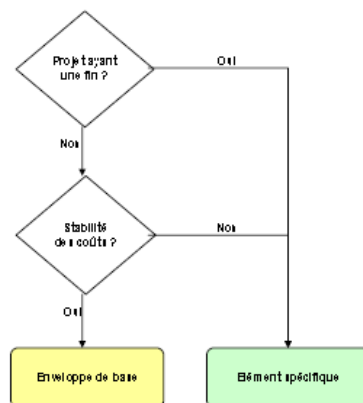 Projet ayant
une fin ?
Oui
Non
Stabilité
des coûts ?
Non
Oui
Enveloppe de base
Elément spécifique